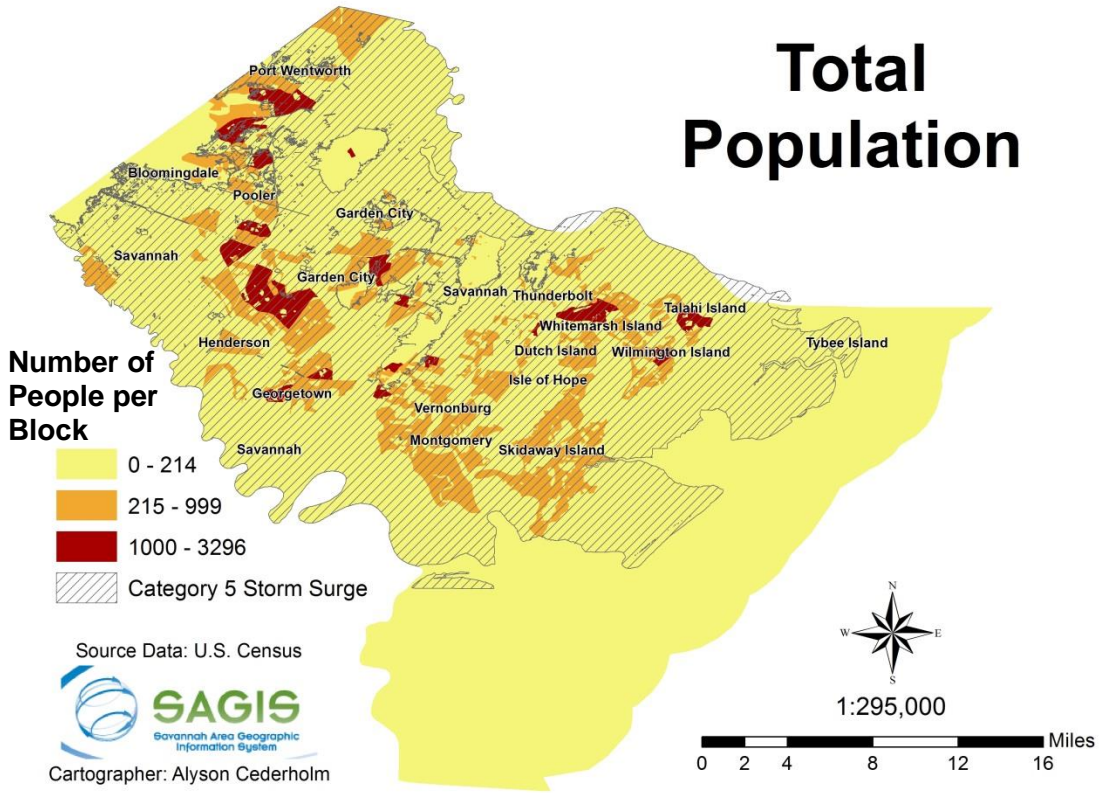 Total
Population
Port Wentworth
Bloomingdale
Pooler
Garden City
Savannah
Garden City
Savannah
Thunderbolt
Talahi Island
Whitemarsh Island
Tybee Island
Henderson
Dutch Island
Wilmington Island
Isle of Hope
Georgetown
Vernonburg
Montgomery
Skidaway Island
Savannah
Number of
People per
Block
0 - 214
215 - 999
1000 - 3296
Category 5 Storm Surge
Source Data: U.S. Census
SAGIS
Savannah Area Geographic
Information System
Cartographer: Alyson Cederholm
N
W
E
S
1:295,000
Miles
0 2 4 8 12 16